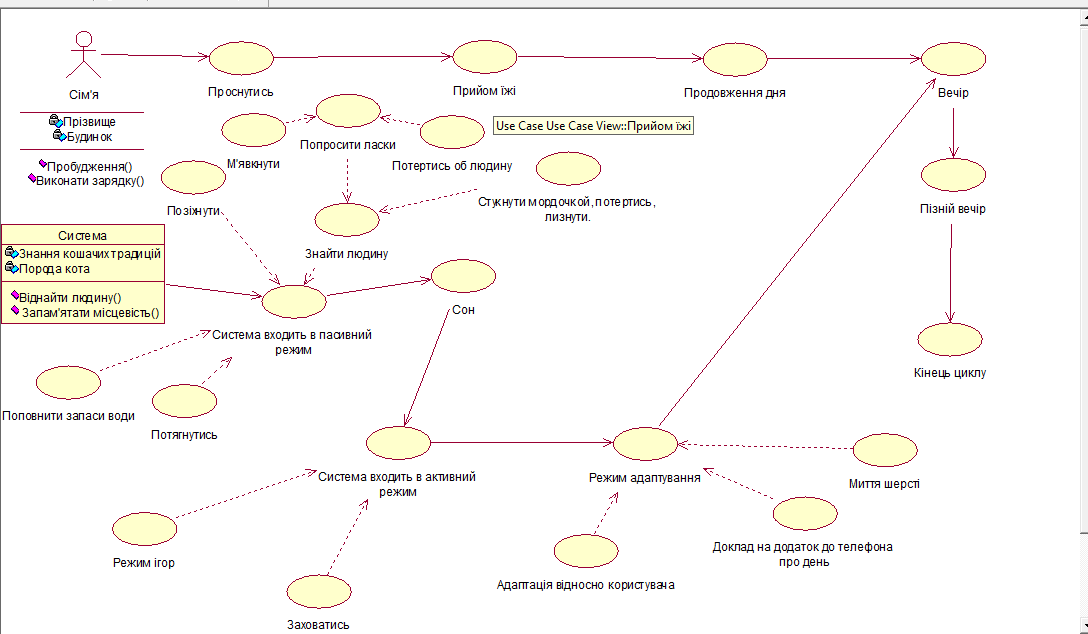 Сім'я
Прізвище
Будинок
Пробудження()
Виконати зарядку()
Проснутись
Прийом їжі
Продовження дня
Вечір
Попросити ласки
Use Case Use Case View::Прийом їжі
М'явкнути
Потертись об людину
Позіхнути
Стукнути мордочкой, потертись,
лизнути.
Пізній вечір
Система
Знання кошачих традицій
Порода кота
Віднайти людину()
Запам'ятати місцевість()
Знайти людину
Сон
Система входить в пасивний
режим
Кінець циклу
Поповнити запаси води
Потягнутись
Система входить в активний
режим
Режим адаптування
Миття шерсті
Режим ігор
Доклад на додаток до телефона
про день
Адаптація відносно користувача
Заховатись